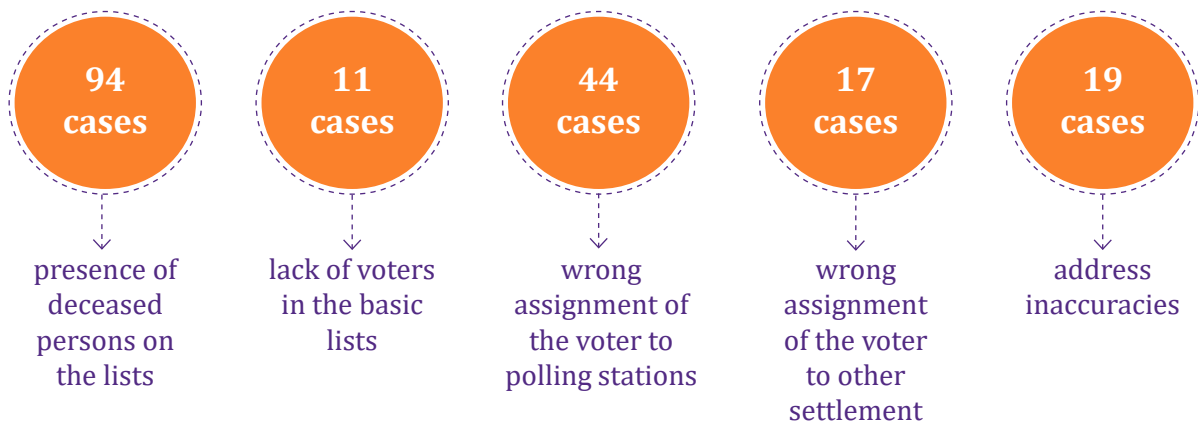 94
cases
presence of
deceased
persons on
the lists
11
cases
lack of voters
in the basic
lists
44
cases
wrong
assignment of
the voter to
polling stations
17
cases
wrong
assignment
of the voter
to other
settlement
19
cases
address
inaccuracies